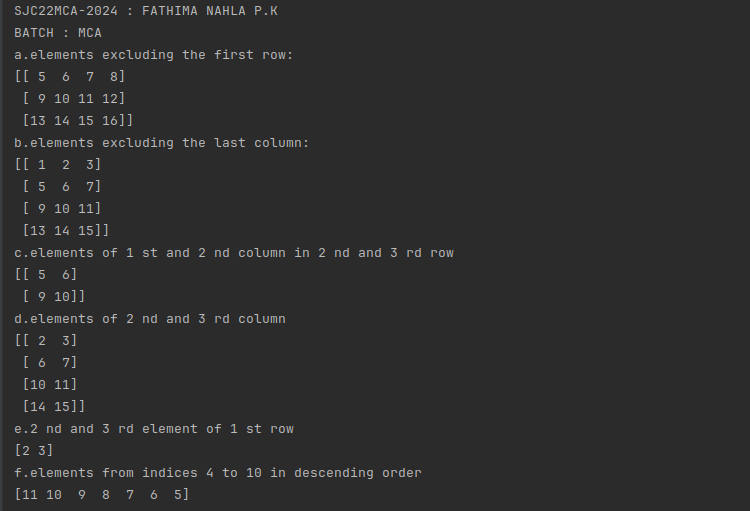 SJC22MCA-2024 : FATHIMA NAHLA P.K
BATCH : MCA
a.elements excluding the first row:
[[ 5  6  7  8]
 [ 9 10 11 12]
 [13 14 15 16]]
b.elements excluding the last column:
[[ 1  2  3]
 [ 5  6  7]
 [ 9 10 11]
 [13 14 15]]
c.elements of 1 st and 2 nd column in 2 nd and 3 rd row
[[ 5  6]
 [ 9 10]]
d.elements of 2 nd and 3 rd column
[[ 2  3]
 [ 6  7]
 [10 11]
 [14 15]]
e.2 nd and 3 rd element of 1 st row
[2 3]
f.elements from indices 4 to 10 in descending order
[11 10  9  8  7  6  5]